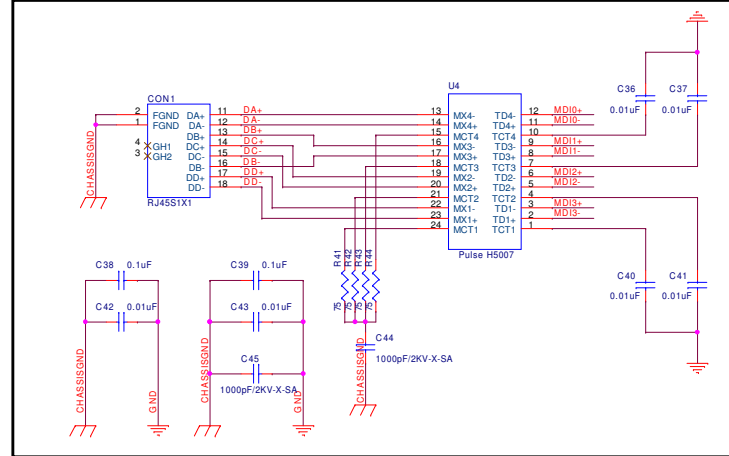 CON1
2 FGND DA+ 11 DA+
1 FGND DA- 12 DA-
DB+ 13 DB+
4 GH1 DC+ 14 DC+
3 GH2 DC- 15 DC-
DB- 16 DB-
DD+ 17 DD+
DD- 18 DD-
RJ45S1X1
CHASSISGND
U4
13 MX4- TD4- 12 MDI0+
14 MX4+ TD4+ 11 MDI0-
15 MCT4 TCT4 10
16 MX3- TD3- 9 MDI1+
17 MX3+ TD3+ 8 MDI1-
18 MCT3 TCT3 7
19 MX2- TD2- 6 MDI2+
20 MX2+ TD2+ 5 MDI2-
21 MCT2 TCT2 4
22 MX1- TD1- 3 MDI3+
23 MX1+ TD1+ 2 MDI3-
24 MCT1 TCT1 1
Pulse H5007
C36
0.01uF
C37
0.01uF
R41
R42
R43
R44
75
75
75
75
C40
0.01uF
C41
0.01uF
C38 0.1uF
C42 0.01uF
CHASSISGND
GND
C39 0.1uF
C43 0.01uF
C45
1000pF/2KV-X-SA
CHASSISGND
GND
C44
1000pF/2KV-X-SA
CHASSISGND